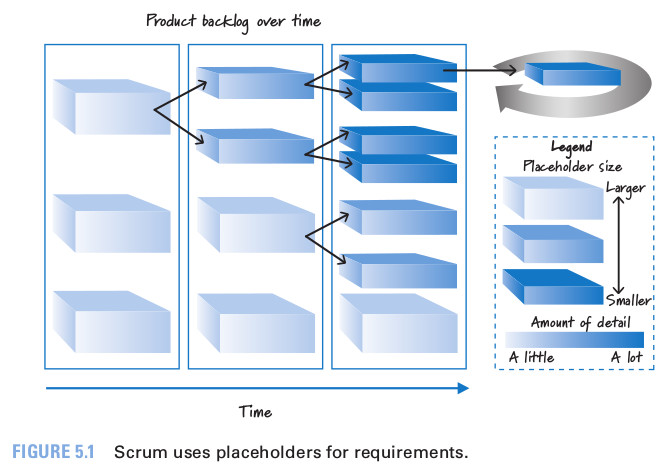 Product backlog over time
Legend
Placeholder size
Larger
Smaller
Amount of detail
A little A lot
Time
FIGURE 5.1 Scrum uses placeholders for requirements.